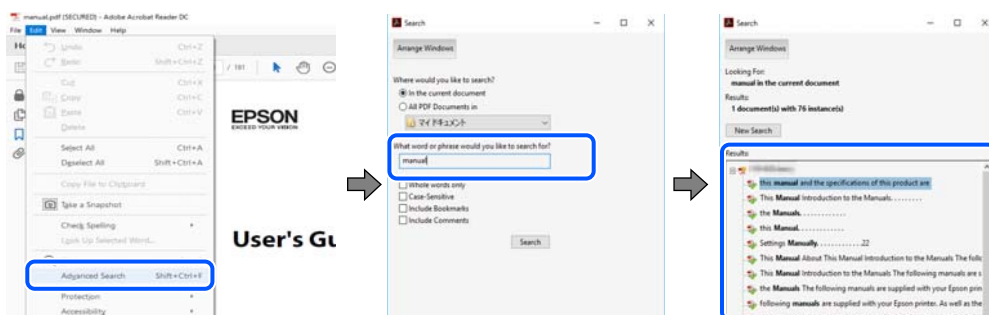 manual.pdf (SECURED) - Adobe Acrobat Reader DC
File Edit View Window Help
Undo Ctrl+Z
Redo Shift+Ctrl+Z
Cut Ctrl+X
Copy Ctrl+C
Paste Ctrl+V
Delete
Select All Ctrl+A
Deselect All Shift+Ctrl+A
Copy File to Clipboard
Take a Snapshot
Check Spelling
Look Up Selected Word...
Advanced Search Shift+Ctrl+F
Protection
Accessibility
/ 181
EPSON
EXCEED YOUR VISION
User's Gu
Search
Arrange Windows
Where would you like to search?
In the current document
All PDF Documents in
マイ ドキュメント
What word or phrase would you like to search for?
manual
Whole words only
Case-Sensitive
Include Bookmarks
Include Comments
Search
Search
Arrange Windows
Looking For:
manual in the current document
Results:
1 document(s) with 76 instance(s)
New Search
Results:
this manual and the specifications of this product are
This Manual Introduction to the Manuals. . . . . . . . .
the Manuals. . . . . . . . . . . .
this Manual. . . . . . . . . . . .
Settings Manually. . . . . . . . . . . . 22
This Manual About This Manual Introduction to the Manuals The follo
This Manual Introduction to the Manuals The following manuals are s
the Manuals The following manuals are supplied with your Epson prin
following manuals are supplied with your Epson printer. As well as the